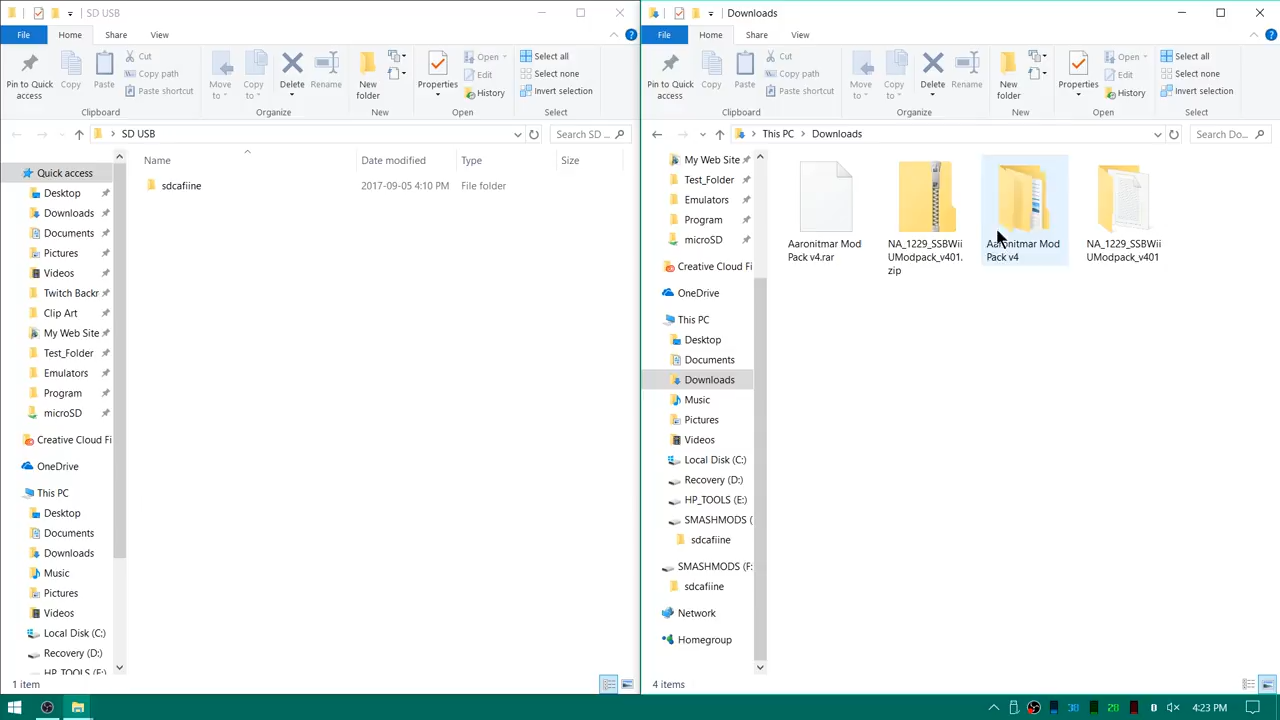 SD USB
File
Home
Share
View
Pin to Quick
access
Copy
Paste
Cut
Copy path
Paste shortcut
Clipboard
Move
to
Copy
to
Delete
Rename
Organize
New
folder
New
Properties
Open
Edit
History
Open
Select all
Select none
Invert selection
Select
SD USB
Search SD ...
Name
Date modified
Type
Size
sdcafiine
2017-09-05 4:10 PM
File folder
Quick access
Desktop
Downloads
Documents
Pictures
Videos
Twitch Backr
Clip Art
My Web Site
Test_Folder
Emulators
Program
microSD
Creative Cloud Fi
OneDrive
This PC
Desktop
Documents
Downloads
Music
Pictures
Videos
Local Disk (C:)
Recovery (D:)
HP_TOOLS (E:)
1 item
Downloads
File
Home
Share
View
Pin to Quick
access
Copy
Paste
Cut
Copy path
Paste shortcut
Clipboard
Move
to
Copy
to
Delete
Rename
Organize
New
folder
New
Properties
Open
Edit
History
Open
Select all
Select none
Invert selection
Select
This PC
Downloads
Search Do...
My Web Site
Test_Folder
Emulators
Program
microSD
Creative Cloud Fi
OneDrive
This PC
Desktop
Documents
Downloads
Music
Pictures
Videos
Local Disk (C:)
Recovery (D:)
HP_TOOLS (E:)
SMASHMODS (
sdcafiine
SMASHMODS (F:
sdcafiine
Network
Homegroup
Aaronitmar Mod
Pack v4.rar
NA_1229_SSBWii
UModpack_v401.
zip
Aaronitmar Mod
Pack v4
NA_1229_SSBWii
UModpack_v401
4 items
38
28
4:23 PM